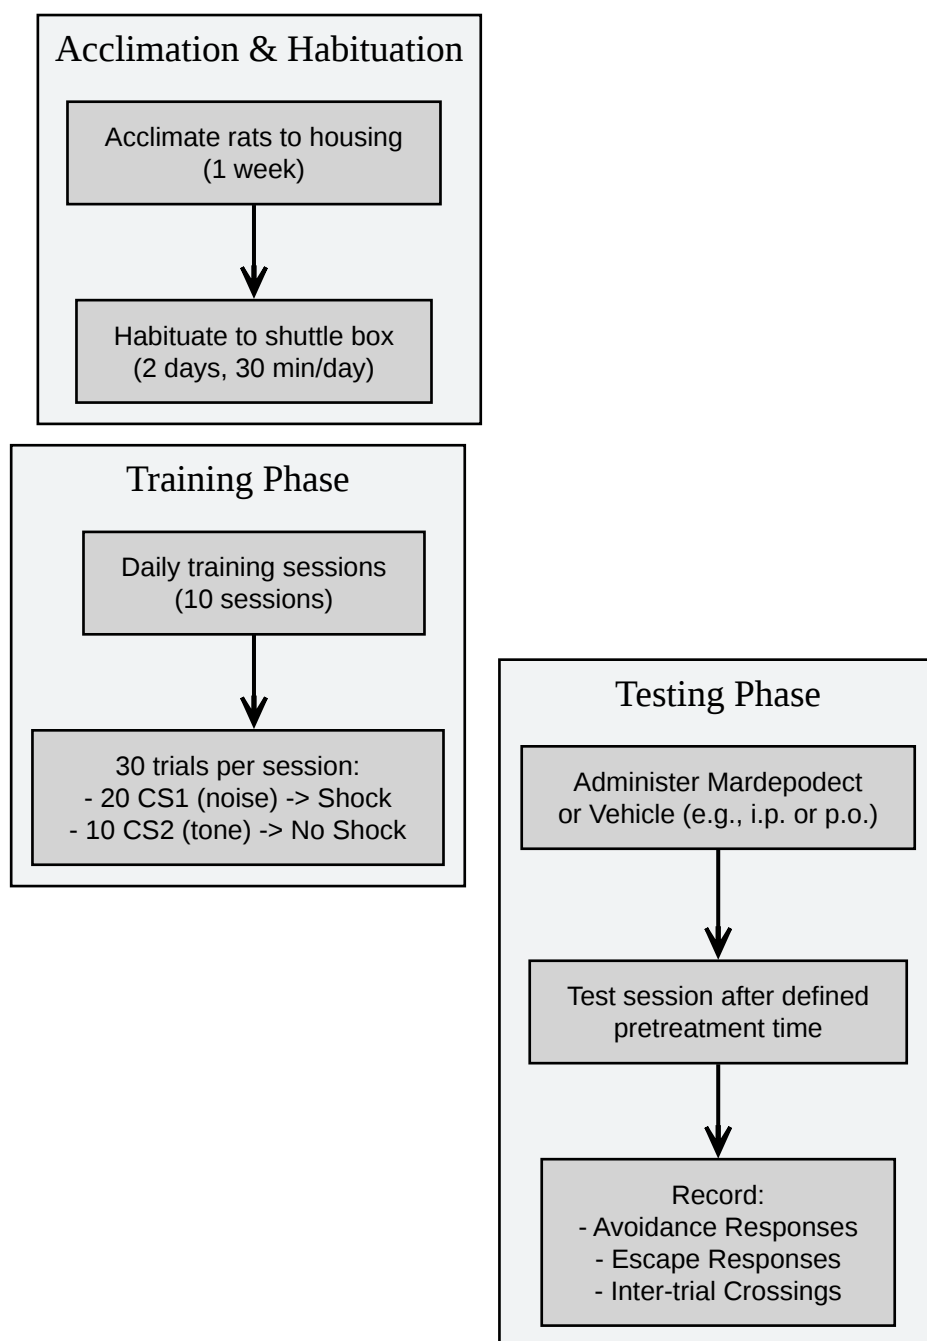 Acclimation & Habituation
Acclimate rats to housing
(1 week)
Habituate to shuttle box
(2 days, 30 min/day)
Training Phase
Daily training sessions
(10 sessions)
30 trials per session:
- 20 CS1 (noise) -> Shock
- 10 CS2 (tone) -> No Shock
Testing Phase
Administer Mardepodect
or Vehicle (e.g., i.p. or p.o.)
Test session after defined
pretreatment time
Record:
- Avoidance Responses
- Escape Responses
- Inter-trial Crossings